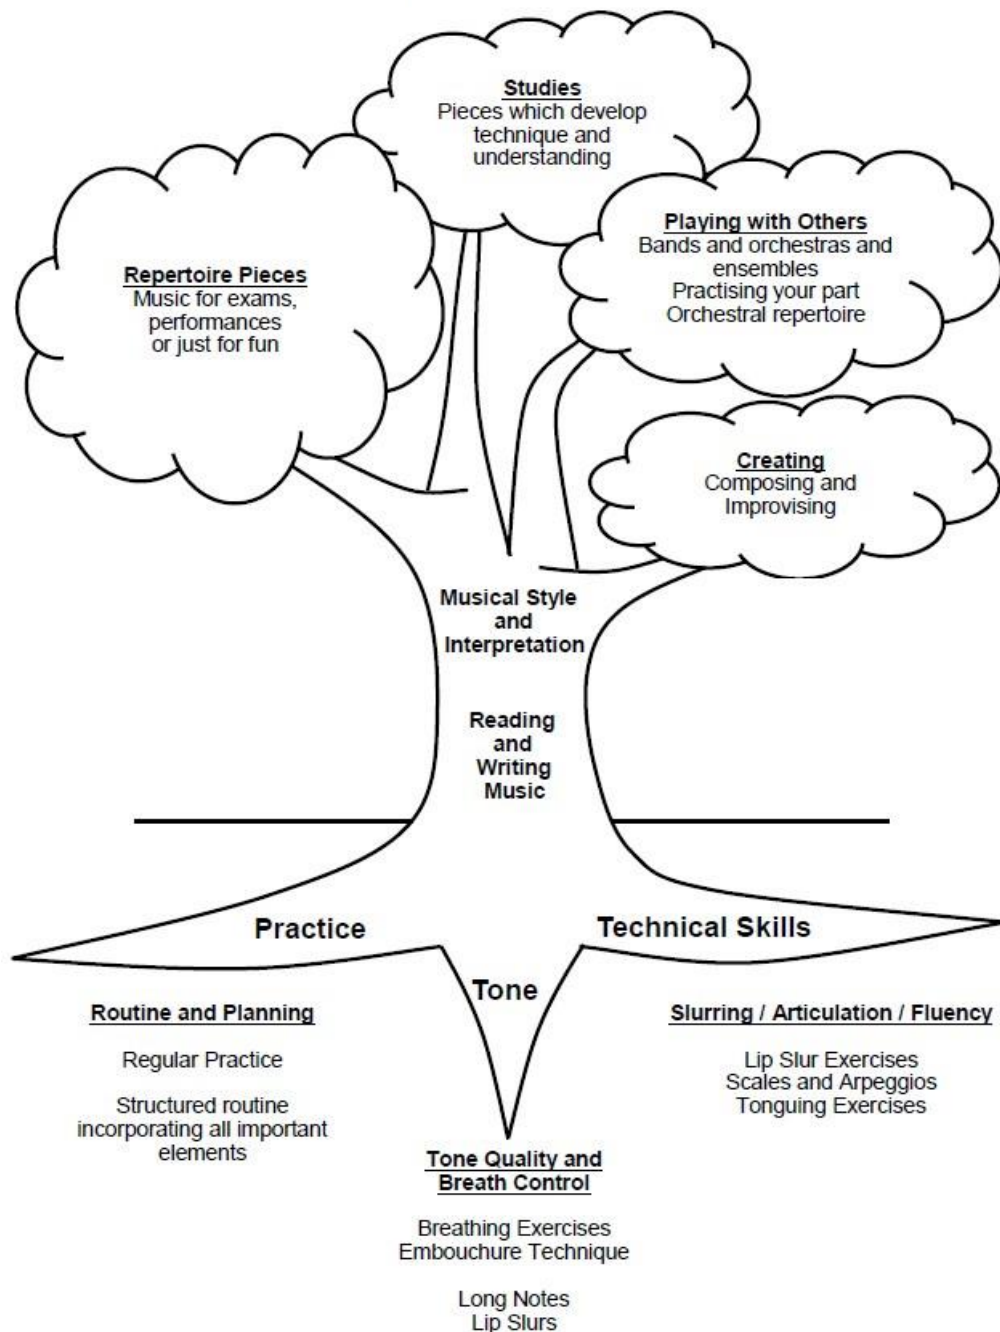 Studies
Pieces which develop
technique and
understanding
Playing with Others
Bands and orchestras and
ensembles
Practising your part
Orchestral repertoire
Repertoire Pieces
Music for exams,
performances
or just for fun
Creating
Composing and
Improvising
Musical Style
and
Interpretation
Reading
and
Writing
Music
Practice
Technical Skills
Tone
Routine and Planning
Regular Practice
Structured routine
incorporating all important
elements
Slurring / Articulation / Fluency
Lip Slur Exercises
Scales and Arpeggios
Tonguing Exercises
Tone Quality and
Breath Control
Breathing Exercises
Embouchure Technique
Long Notes
Lip Slurs